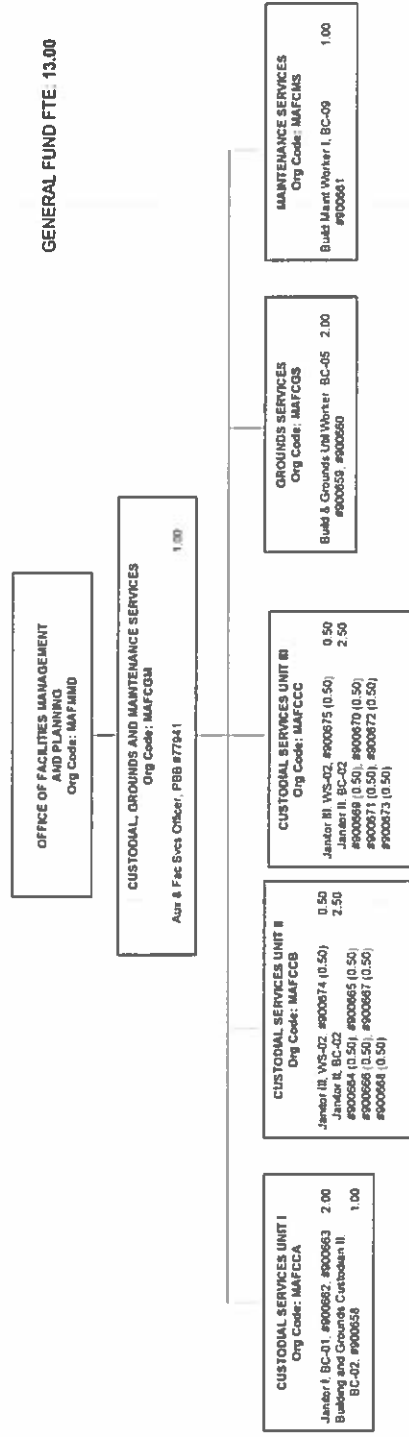 GENERAL FUND FTE: 13.00
OFFICE OF FACILITIES MANAGEMENT
AND PLANNING
Org Code: MAFMMD
CUSTODIAL, GROUNDS AND MAINTENANCE SERVICES
Org Code: MAFCGM
Aux & Fac Svcs Officer, PBB #77941 1.00
CUSTODIAL SERVICES UNIT I
Org Code: MAFCCA
Janitor I, BC-01, #900662, #900663 2.00
Building and Grounds Custodian II,
BC-02, #900658 1.00
CUSTODIAL SERVICES UNIT II
Org Code: MAFCCB
Janitor III, WS-02, #900674 (0.50) 0.50
Janitor II, BC-02 2.50
#900664 (0.50), #900665 (0.50)
#900666 (0.50), #900667 (0.50)
#900668 (0.50)
CUSTODIAL SERVICES UNIT III
Org Code: MAFCCC
Janitor III, WS-02, #900675 (0.50) 0.50
Janitor II, BC-02 2.50
#900669 (0.50), #900670 (0.50)
#900671 (0.50), #900672 (0.50)
#900673 (0.50)
GROUNDS SERVICES
Org Code: MAFCGS
Build & Grounds Util Worker BC-05 2.00
#900659, #900660
MAINTENANCE SERVICES
Org Code: MAFCMS
Build Maint Worker I, BC-09 1.00
#900661